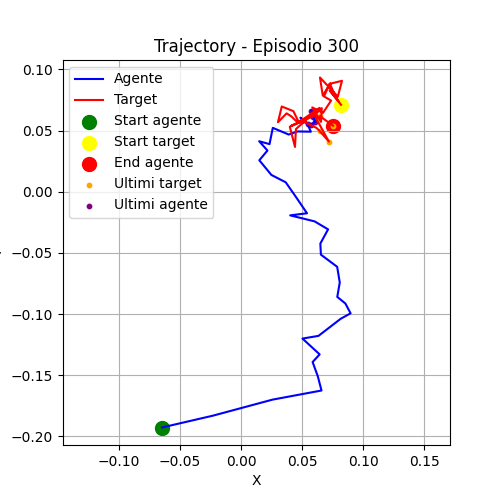 Trajectory - Episodio 300
0.10
0.05
0.00
−0.05
−0.10
−0.15
−0.20
Agente
Target
Start agente
Start target
End agente
Ultimi target
Ultimi agente
−0.10 −0.05 0.00 0.05 0.10 0.15
X